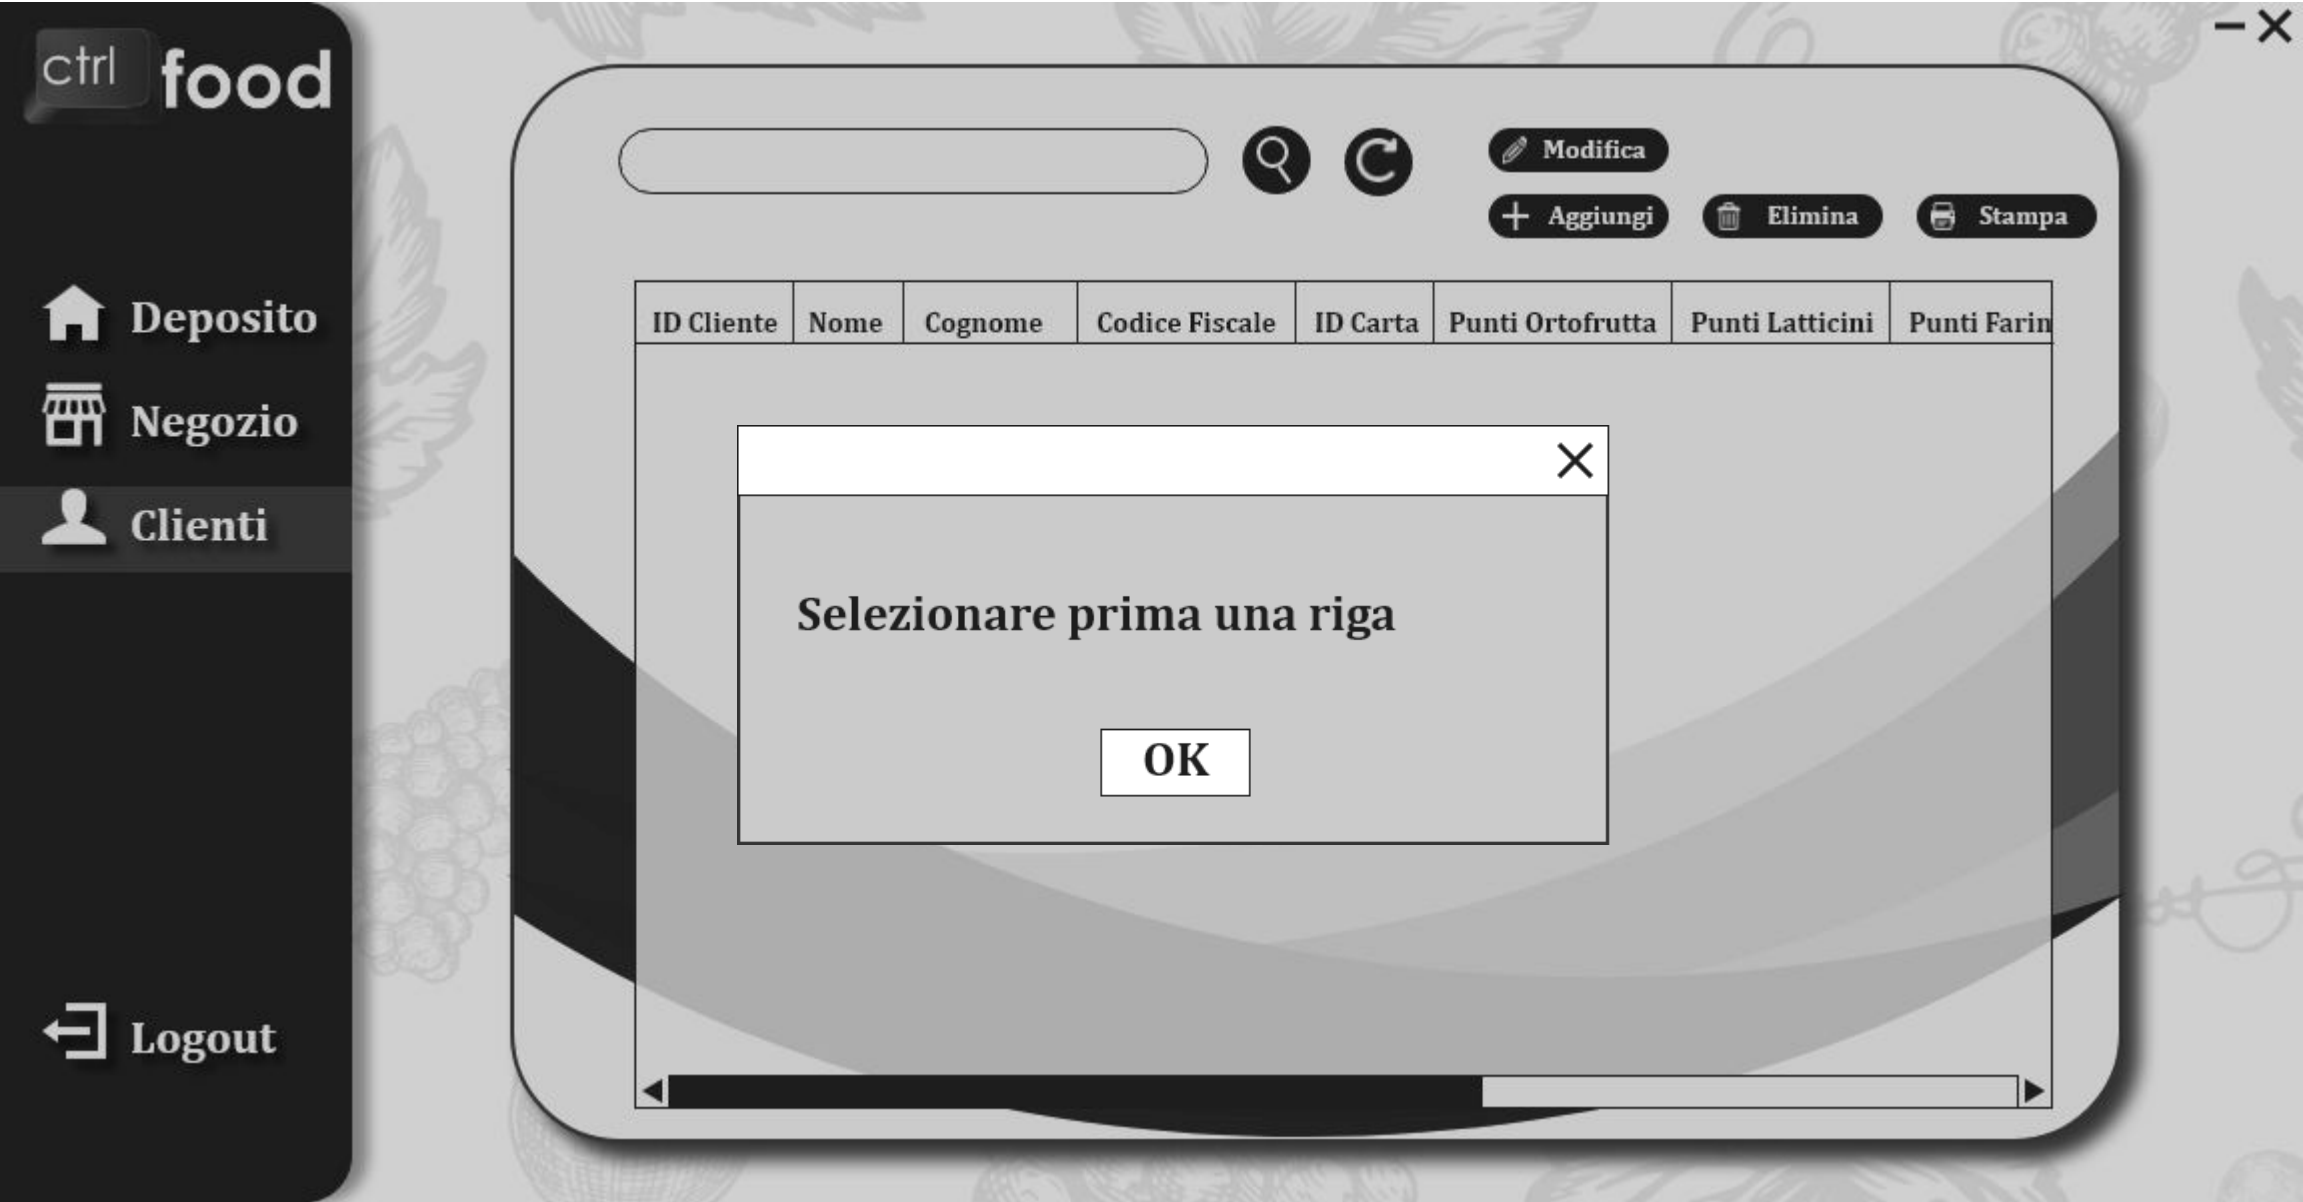 ctrl food
Modifica
Aggiungi
Elimina
Stampa
Deposito
Negozio
Clienti
Logout
ID Cliente Nome Cognome Codice Fiscale ID Carta Punti Ortofrutta Punti Latticini Punti Farin
Selezionare prima una riga
OK